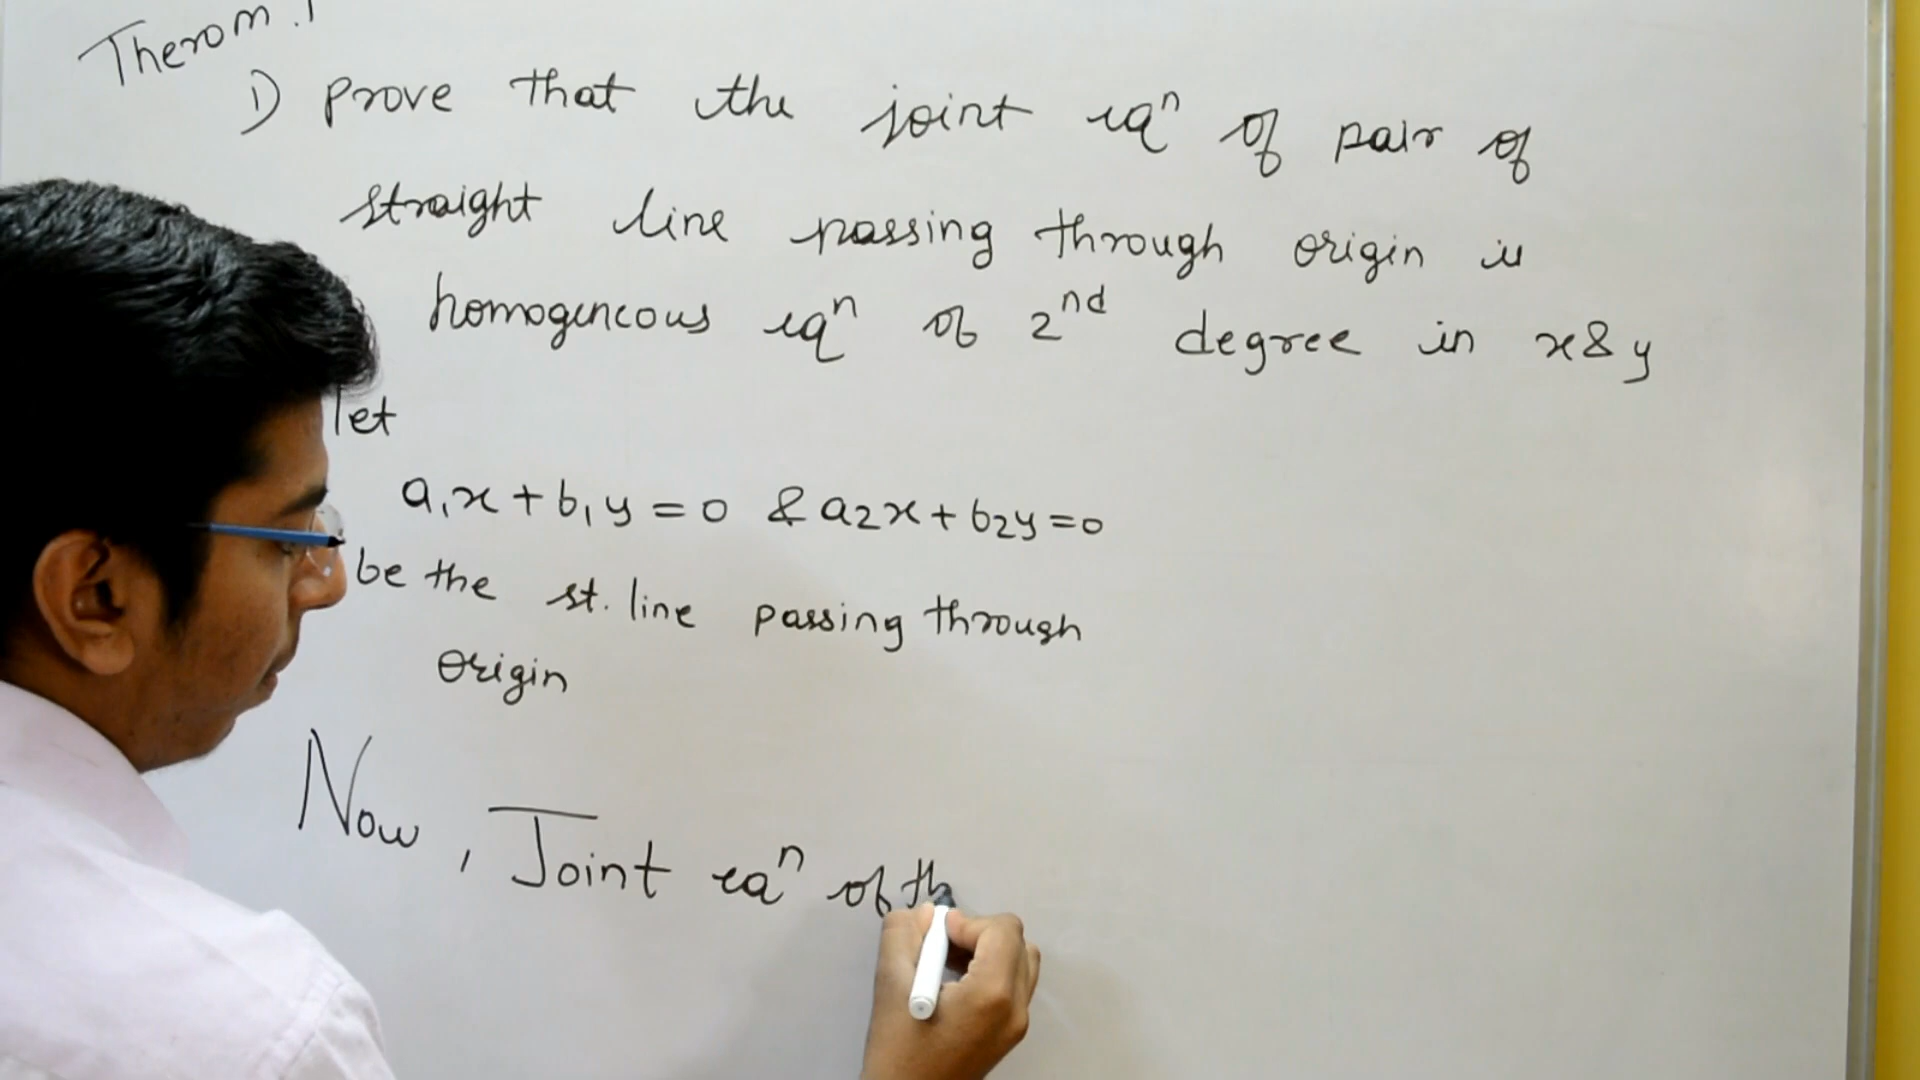 Therom. 1
1) prove that the joint eqⁿ of pair of
straight line passing through origin is
homogeneous eqⁿ of 2ⁿᵈ degree in x & y
let
a₁x + b₁y = 0 & a₂x + b₂y = 0
be the st. line passing through
origin
Now, Joint eqⁿ of th